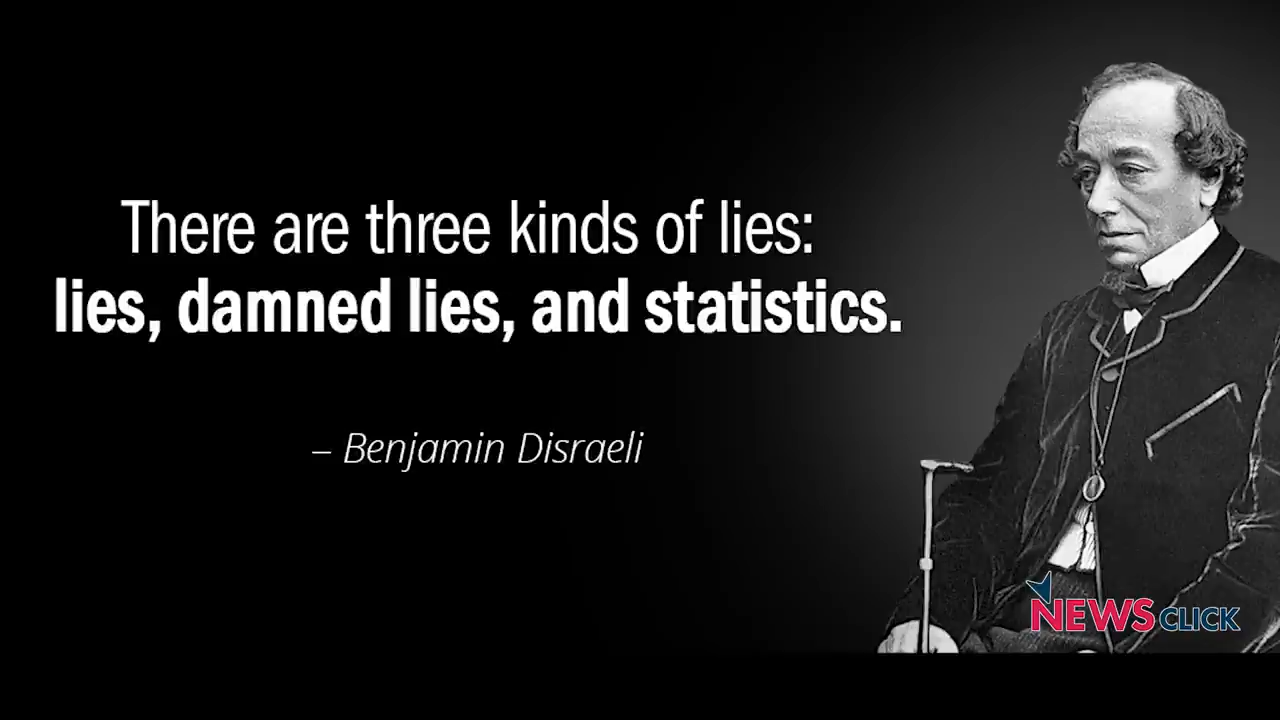 There are three kinds of lies:
lies, damned lies, and statistics.
– Benjamin Disraeli
NEWSCLICK